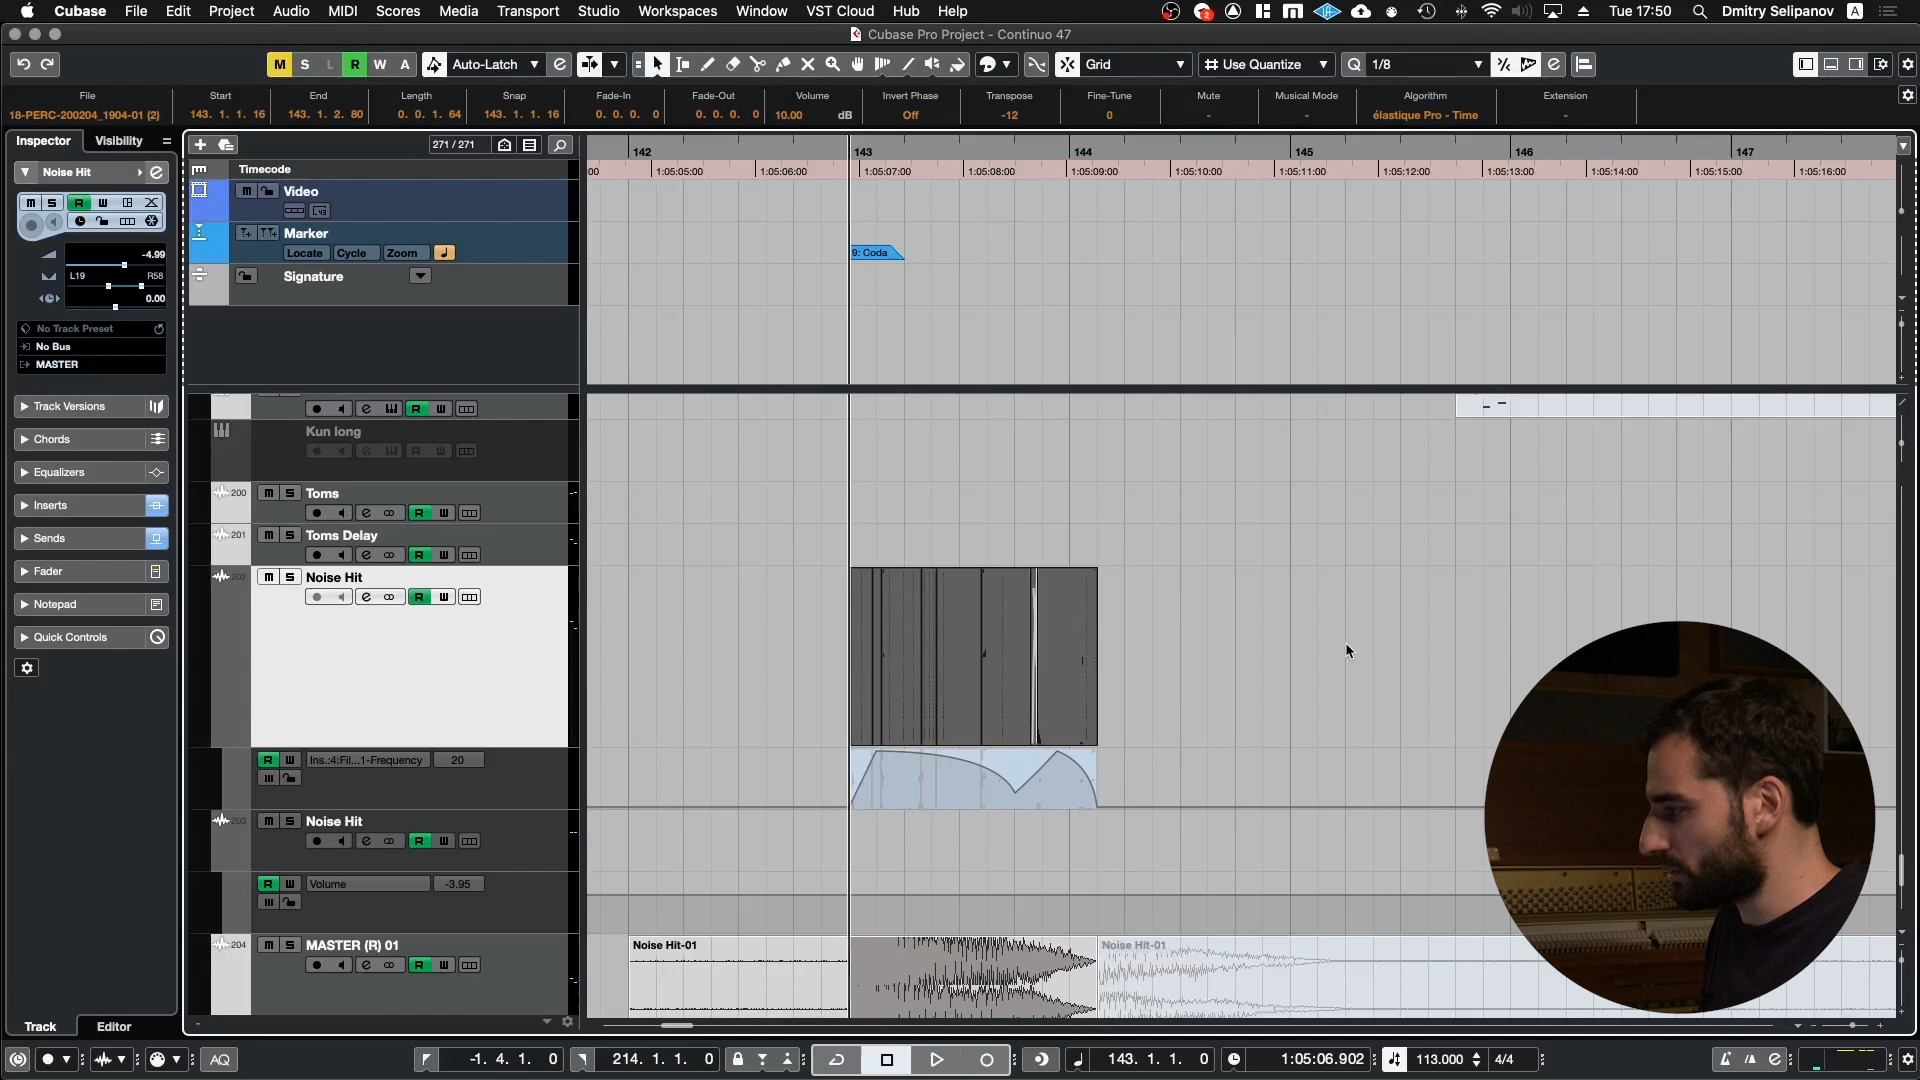 Cubase File Edit Project Audio MIDI Scores Media Transport Studio Workspaces Window VST Cloud Hub Help
2 Tue 17:50 Dmitry Selipanov A
Cubase Pro Project - Continuo 47
M S L R W A Auto-Latch Grid Use Quantize Q 1/8
File Start End Length Snap Fade-In Fade-Out Volume Invert Phase Transpose Fine-Tune Mute Musical Mode Algorithm Extension
18-PERC-200204_1904-01 (2) 143. 1. 1. 16 143. 1. 2. 80 0. 0. 1. 64 143. 1. 1. 16 0. 0. 0. 0 0. 0. 0. 0 10.00 dB Off -12 0 - - élastique Pro - Time -
Inspector Visibility
271 / 271
142 143 144 145 146 147
Noise Hit
Timecode
00 1:05:05:00 1:05:06:00 1:05:07:00 1:05:08:00 1:05:09:00 1:05:10:00 1:05:11:00 1:05:12:00 1:05:13:00 1:05:14:00 1:05:15:00 1:05:16:00
m S R W
m Video
Marker
Locate Cycle Zoom
9: Coda
-4.99
L19 R58
0.00
Signature
No Track Preset
No Bus
MASTER
Track Versions
Chords
Equalizers
Inserts
Sends
Fader
Notepad
Quick Controls
R W
Kun long
R W
200 m S Toms
R W
201 m S Toms Delay
R W
202 m S Noise Hit
R W
R W Ins.:4:Fil...1-Frequency 20
203 m S Noise Hit
R W
R W Volume -3.95
204 m S MASTER (R) 01
R W
Noise Hit-01 Noise Hit-01
Track Editor
AQ -1. 4. 1. 0 214. 1. 1. 0 143. 1. 1. 0 1:05:06.902 113.000 4/4